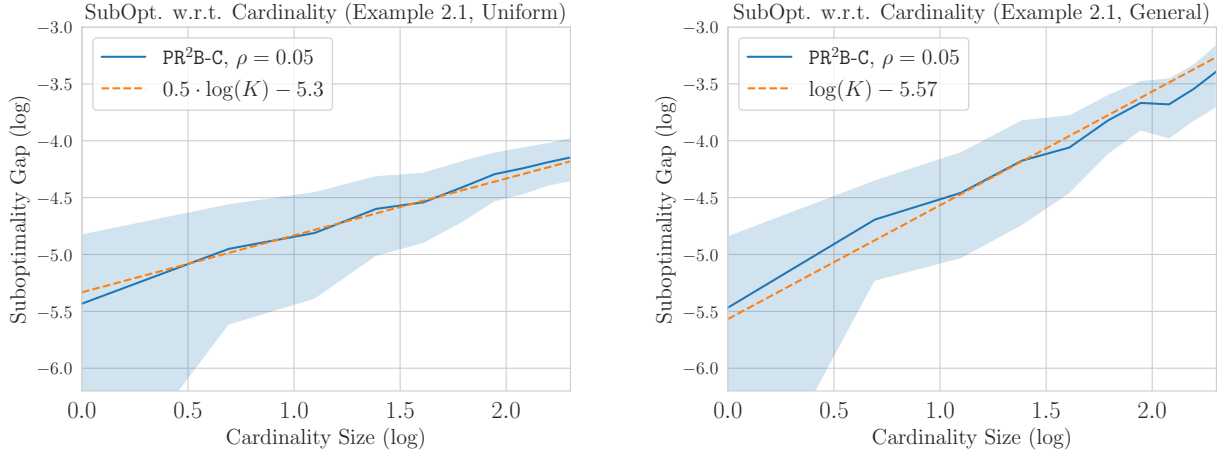 SubOpt. w.r.t. Cardinality (Example 2.1, Uniform)
−3.0
−3.5
−4.0
−4.5
−5.0
−5.5
−6.0
Suboptimality Gap (log)
PR²B-C, ρ = 0.05
0.5 · log(K) − 5.3
0.0
0.5
1.0
1.5
2.0
Cardinality Size (log)
SubOpt. w.r.t. Cardinality (Example 2.1, General)
−3.0
−3.5
−4.0
−4.5
−5.0
−5.5
−6.0
Suboptimality Gap (log)
PR²B-C, ρ = 0.05
log(K) − 5.57
0.0
0.5
1.0
1.5
2.0
Cardinality Size (log)